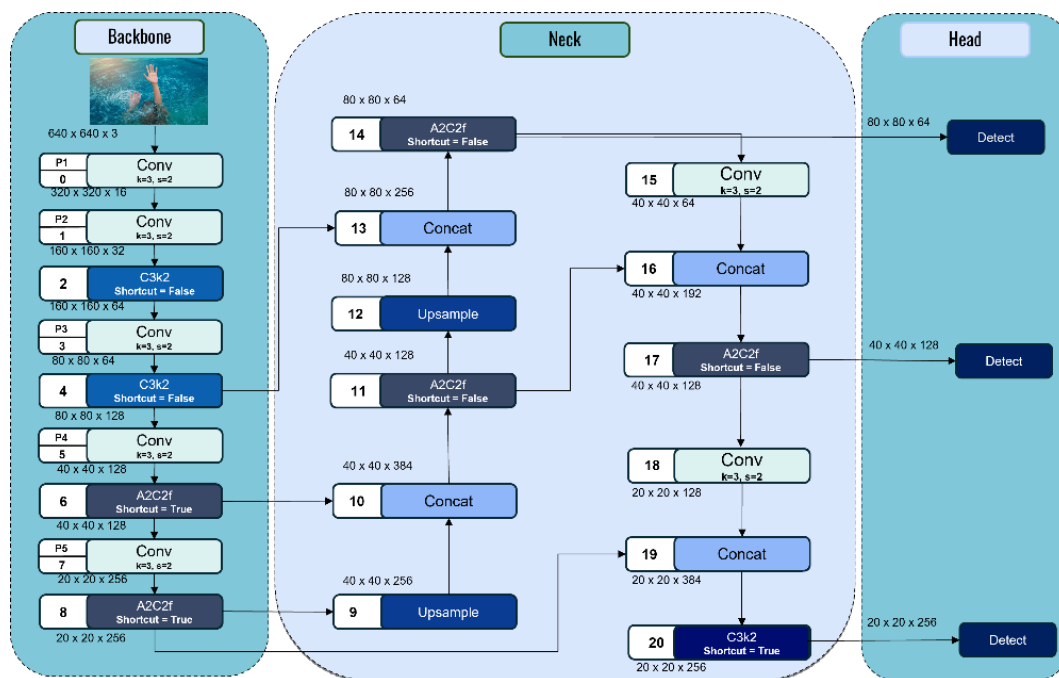 Backbone
Neck
Head
640 x 640 x 3
P1
0
Conv
k=3, s=2
320 x 320 x 16
P2
1
Conv
k=3, s=2
160 x 160 x 32
2
C3k2
Shortcut = False
160 x 160 x 64
P3
3
Conv
k=3, s=2
80 x 80 x 64
4
C3k2
Shortcut = False
80 x 80 x 128
P4
5
Conv
k=3, s=2
40 x 40 x 128
6
A2C2f
Shortcut = True
40 x 40 x 128
P5
7
Conv
k=3, s=2
20 x 20 x 256
8
A2C2f
Shortcut = True
20 x 20 x 256
80 x 80 x 64
14
A2C2f
Shortcut = False
80 x 80 x 256
13
Concat
80 x 80 x 128
12
Upsample
40 x 40 x 128
11
A2C2f
Shortcut = False
40 x 40 x 384
10
Concat
40 x 40 x 256
9
Upsample
15
Conv
k=3, s=2
40 x 40 x 64
16
Concat
40 x 40 x 192
17
A2C2f
Shortcut = False
40 x 40 x 128
18
Conv
k=3, s=2
20 x 20 x 128
19
Concat
20 x 20 x 384
20
C3k2
Shortcut = True
20 x 20 x 256
80 x 80 x 64
Detect
40 x 40 x 128
Detect
20 x 20 x 256
Detect